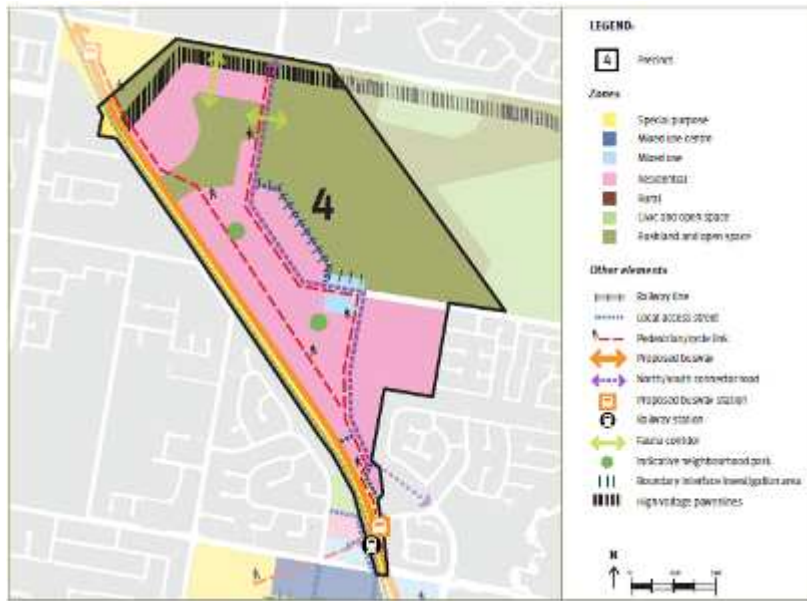 4
LEGEND:
4 Precinct
Zones
Special purpose
Mixed use centre
Mixed use
Residential
Rural
Civic and open space
Bushland and open space
Other elements
Railway line
Local access street
Pedestrian/cycle link
Proposed busway
North/south connector road
Proposed busway station
Railway station
Fauna corridor
Indicative neighbourhood park
Boundary interface investigation area
High voltage powerlines
N
0